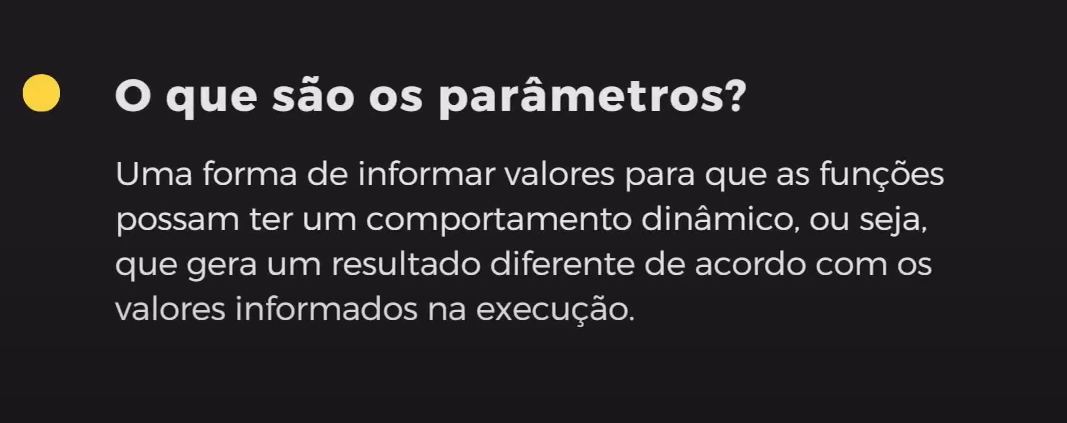 O que são os parâmetros?
Uma forma de informar valores para que as funções
possam ter um comportamento dinâmico, ou seja,
que gera um resultado diferente de acordo com os
valores informados na execução.